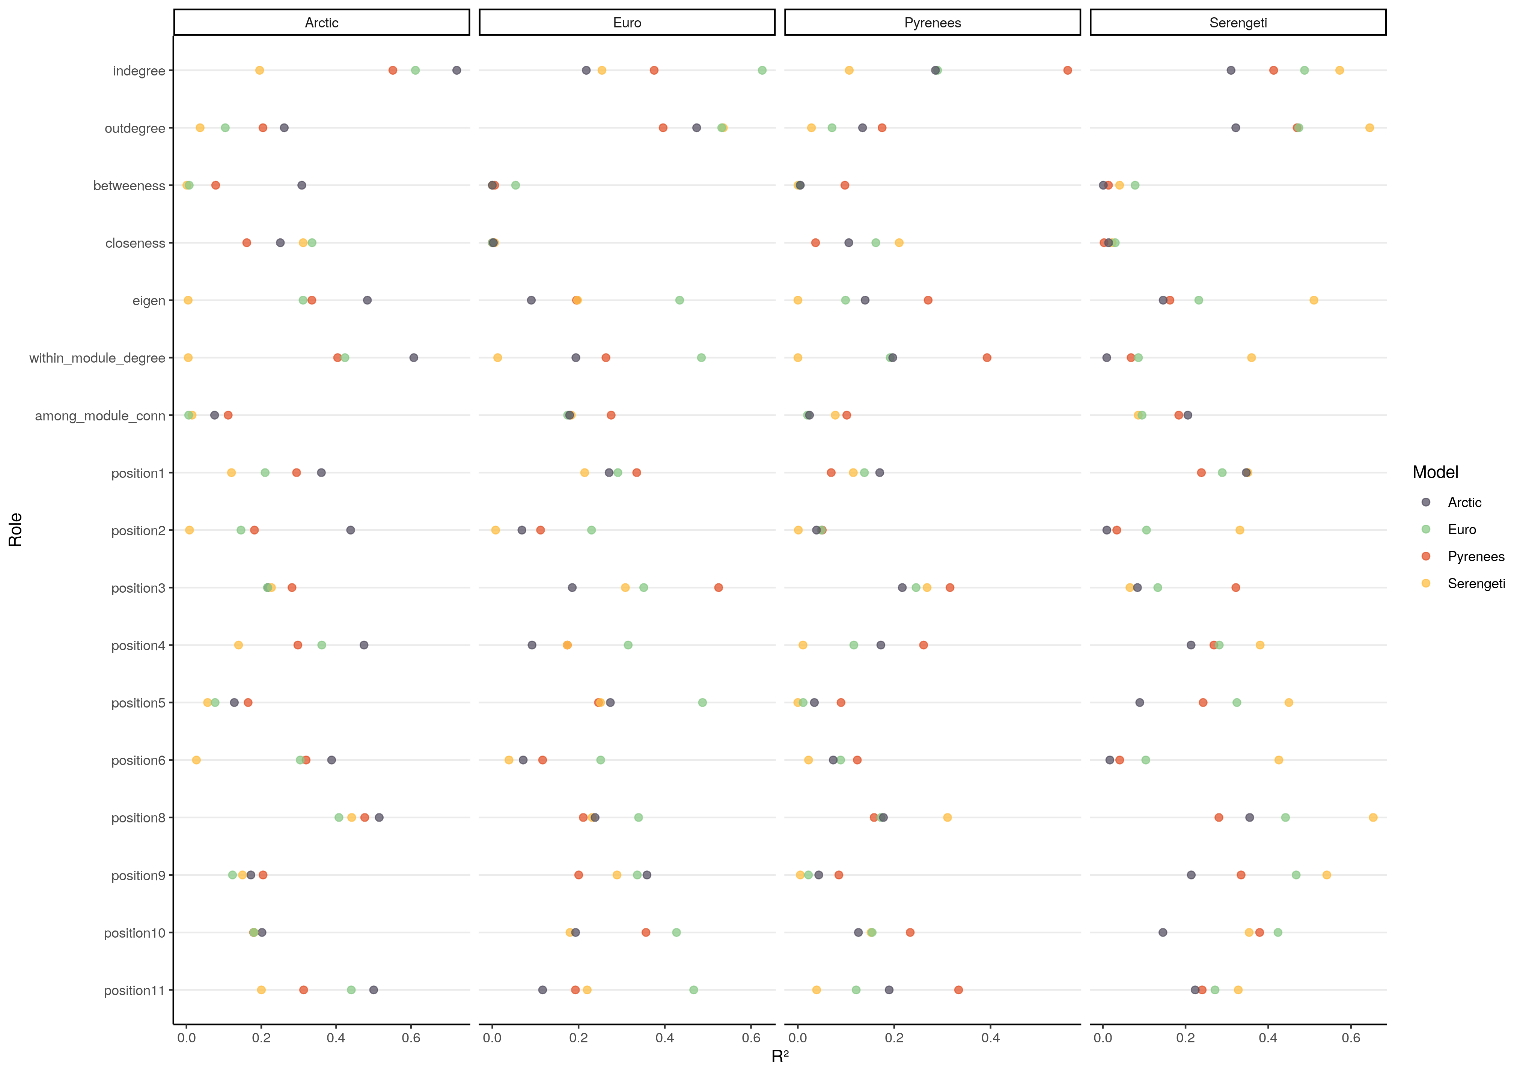 Arctic Euro Pyrenees Serengeti
indegree
outdegree
betweeness
closeness
eigen
within_module_degree
among_module_conn
position1
position2
position3
position4
position5
position6
position8
position9
position10
position11
Role
0.0 0.2 0.4 0.6 0.0 0.2 0.4 0.6 0.0 0.2 0.4 0.0 0.2 0.4 0.6
R²
Model
Arctic
Euro
Pyrenees
Serengeti